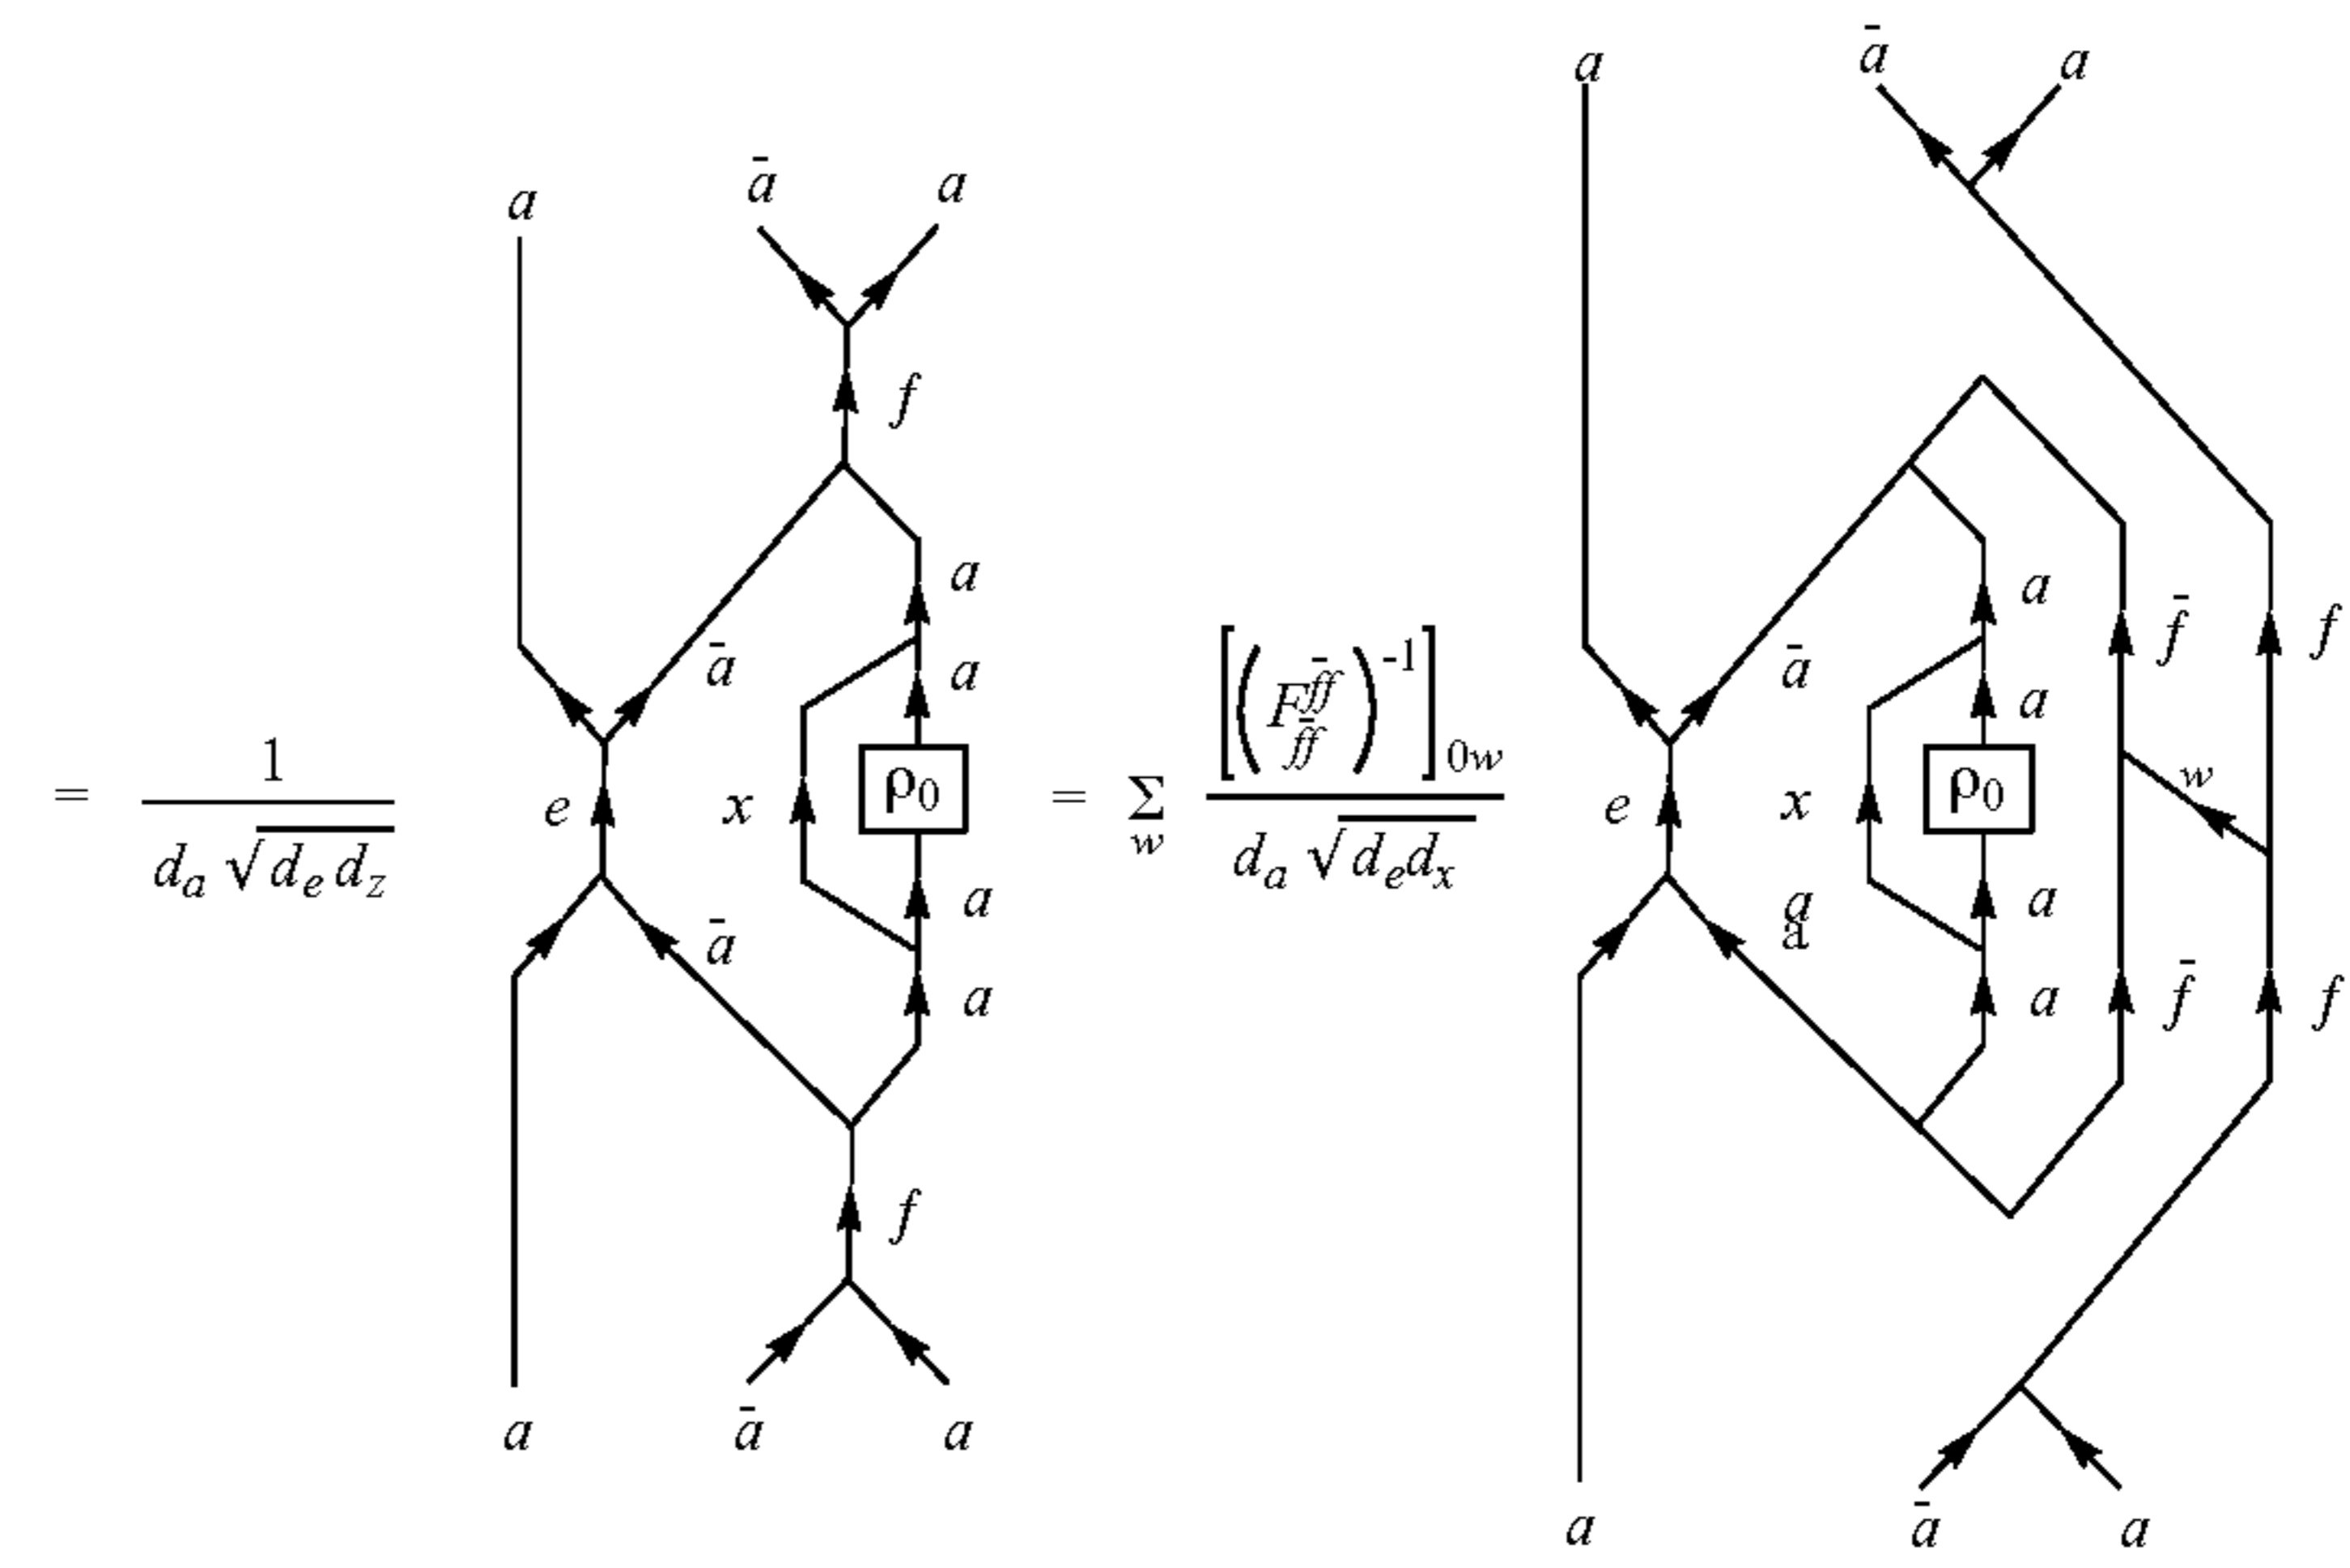 a
ā a
f
a
ā a
= 1 / d_a √(d_e d_z) e x ρ₀
ā a
a
f
a ā a
= Σ_w [(F^{f̄f}_{f̄f})^{-1}]_{0w} / d_a √(d_e d_x)
a ā a
a f̄ f
ā a
w
e x ρ₀
a a
a
a f̄ f
a ā a